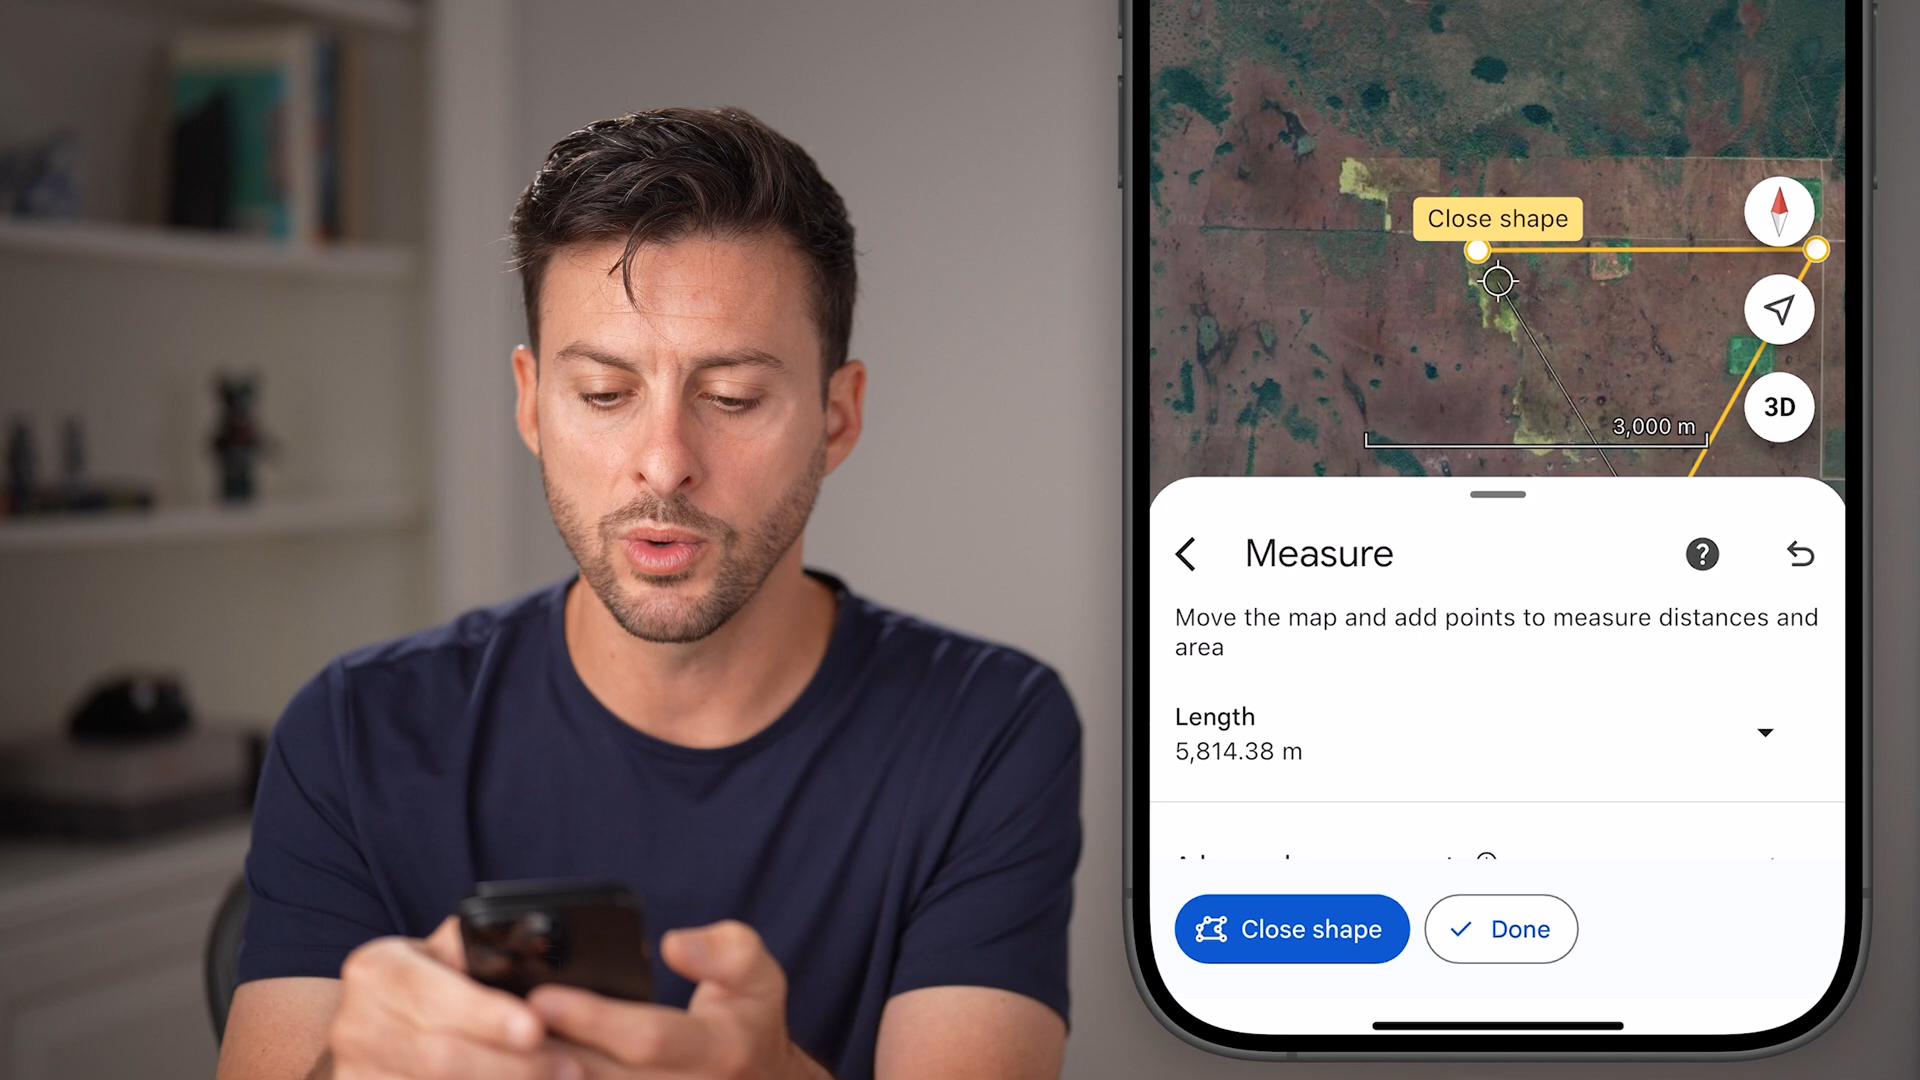 Close shape
3D
3,000 m
Measure
Move the map and add points to measure distances and
area
Length
5,814.38 m
Close shape
Done